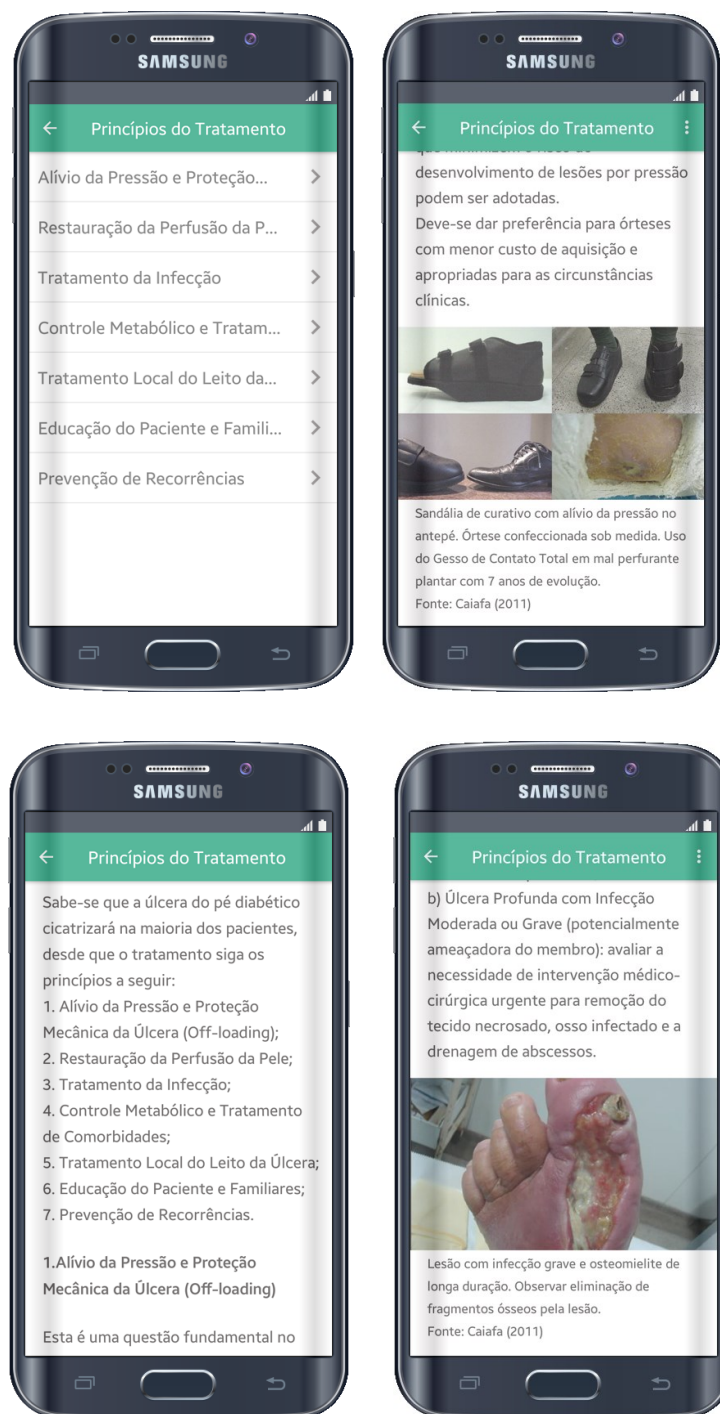 SAMSUNG
Princípios do Tratamento
Alívio da Pressão e Proteção...
Restauração da Perfusão da P...
Tratamento da Infecção
Controle Metabólico e Tratam...
Tratamento Local do Leito da...
Educação do Paciente e Famili...
Prevenção de Recorrências
SAMSUNG
Princípios do Tratamento
desenvolvimento de lesões por pressão
podem ser adotadas.
Deve-se dar preferência para órteses
com menor custo de aquisição e
apropriadas para as circunstâncias
clínicas.
Sandália de curativo com alívio da pressão no
antepé. Órtese confeccionada sob medida. Uso
do Gesso de Contato Total em mal perfurante
plantar com 7 anos de evolução.
Fonte: Caiafa (2011)
SAMSUNG
Princípios do Tratamento
Sabe-se que a úlcera do pé diabético
cicatrizará na maioria dos pacientes,
desde que o tratamento siga os
princípios a seguir:
1. Alívio da Pressão e Proteção
Mecânica da Úlcera (Off-loading);
2. Restauração da Perfusão da Pele;
3. Tratamento da Infecção;
4. Controle Metabólico e Tratamento
de Comorbidades;
5. Tratamento Local do Leito da Úlcera;
6. Educação do Paciente e Familiares;
7. Prevenção de Recorrências.
1.Alívio da Pressão e Proteção
Mecânica da Úlcera (Off-loading)
Esta é uma questão fundamental no
SAMSUNG
Princípios do Tratamento
b) Úlcera Profunda com Infecção
Moderada ou Grave (potencialmente
ameaçadora do membro): avaliar a
necessidade de intervenção médico-
cirúrgica urgente para remoção do
tecido necrosado, osso infectado e a
drenagem de abscessos.
Lesão com infecção grave e osteomielite de
longa duração. Observar eliminação de
fragmentos ósseos pela lesão.
Fonte: Caiafa (2011)